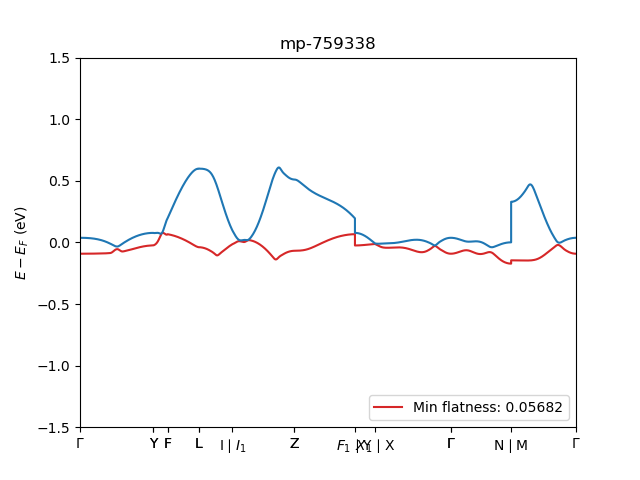 mp-759338
1.5
1.0
0.5
0.0
−0.5
−1.0
−1.5
E − E_F (eV)
Min flatness: 0.05682
Γ Y F L I | I₁ Z F₁ | Y X₁ | X Γ N | M Γ